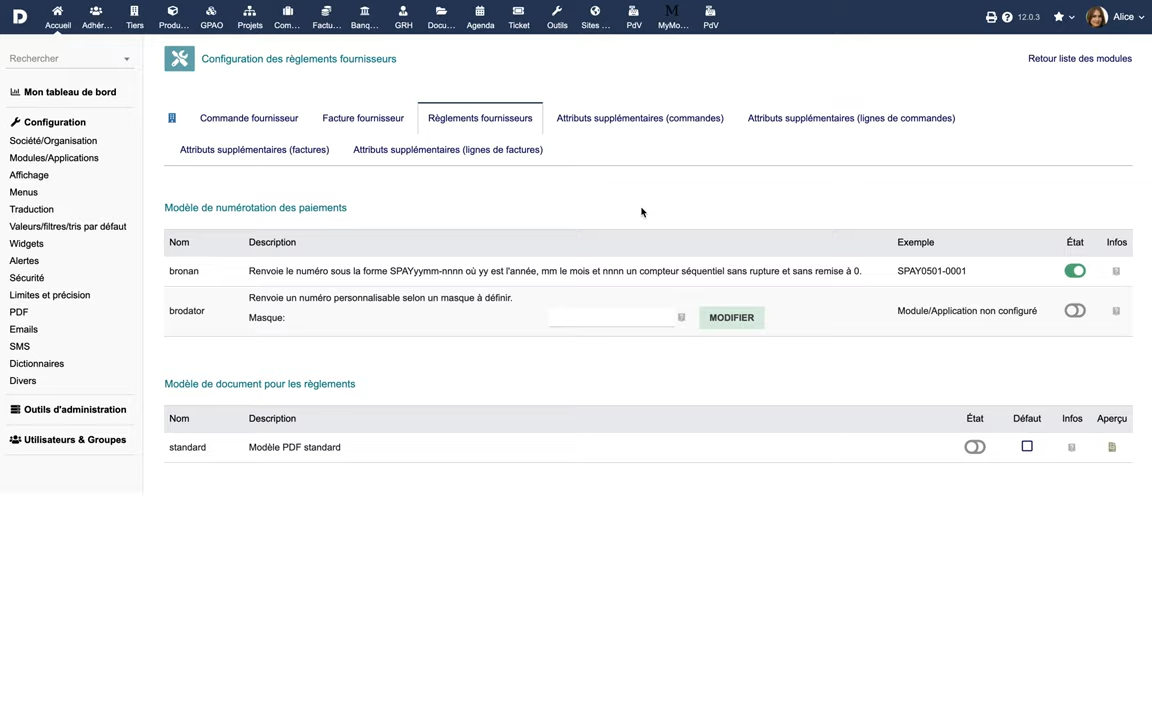 D
Accueil
Adhér...
Tiers
Produ...
GPAO
Projets
Com...
Factu...
Banq...
GRH
Docu...
Agenda
Ticket
Outils
Sites ...
PdV
M
MyMo...
PdV
12.0.3
Alice
Rechercher
Mon tableau de bord
Configuration
Société/Organisation
Modules/Applications
Affichage
Menus
Traduction
Valeurs/filtres/tris par défaut
Widgets
Alertes
Sécurité
Limites et précision
PDF
Emails
SMS
Dictionnaires
Divers
Outils d'administration
Utilisateurs & Groupes
Configuration des règlements fournisseurs
Retour liste des modules
Commande fournisseur
Facture fournisseur
Règlements fournisseurs
Attributs supplémentaires (commandes)
Attributs supplémentaires (lignes de commandes)
Attributs supplémentaires (factures)
Attributs supplémentaires (lignes de factures)
Modèle de numérotation des paiements
Nom Description Exemple État Infos
bronan Renvoie le numéro sous la forme SPAYyymm-nnnn où yy est l'année, mm le mois et nnnn un compteur séquentiel sans rupture et sans remise à 0. SPAY0501-0001
Renvoie un numéro personnalisable selon un masque à définir.
brodator Module/Application non configuré
Masque: MODIFIER
Modèle de document pour les règlements
Nom Description État Défaut Infos Aperçu
standard Modèle PDF standard